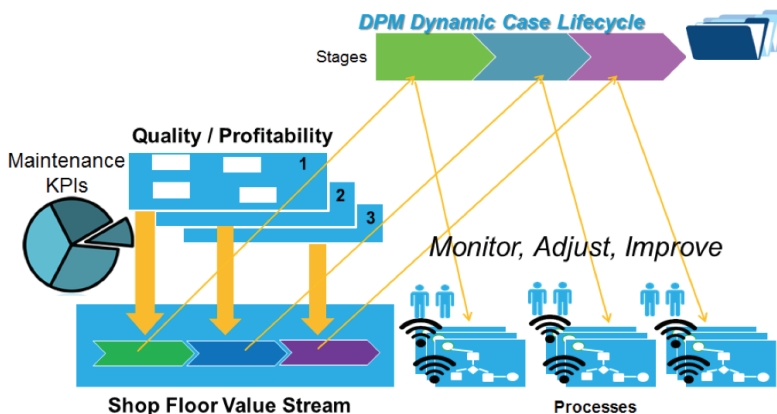 DPM Dynamic Case Lifecycle
Stages
Quality / Profitability
Maintenance
KPIs
1
2
3
Monitor, Adjust, Improve
Shop Floor Value Stream
Processes